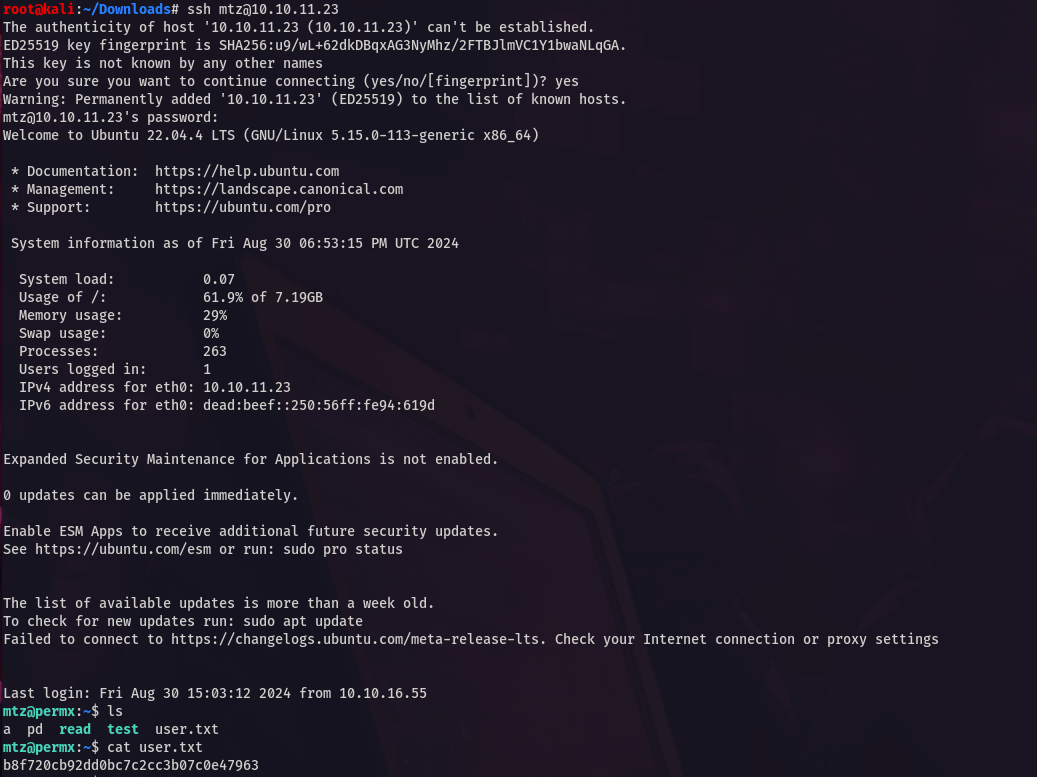 root@kali:~/Downloads# ssh mtz@10.10.11.23
The authenticity of host '10.10.11.23 (10.10.11.23)' can't be established.
ED25519 key fingerprint is SHA256:u9/wL+62dkDBqxAG3NyMhz/2FTBJlmVC1Y1bwaNLqGA.
This key is not known by any other names
Are you sure you want to continue connecting (yes/no/[fingerprint])? yes
Warning: Permanently added '10.10.11.23' (ED25519) to the list of known hosts.
mtz@10.10.11.23's password:
Welcome to Ubuntu 22.04.4 LTS (GNU/Linux 5.15.0-113-generic x86_64)
* Documentation: https://help.ubuntu.com
* Management: https://landscape.canonical.com
* Support: https://ubuntu.com/pro
System information as of Fri Aug 30 06:53:15 PM UTC 2024
System load: 0.07
Usage of /: 61.9% of 7.19GB
Memory usage: 29%
Swap usage: 0%
Processes: 263
Users logged in: 1
IPv4 address for eth0: 10.10.11.23
IPv6 address for eth0: dead:beef::250:56ff:fe94:619d
Expanded Security Maintenance for Applications is not enabled.
0 updates can be applied immediately.
Enable ESM Apps to receive additional future security updates.
See https://ubuntu.com/esm or run: sudo pro status
The list of available updates is more than a week old.
To check for new updates run: sudo apt update
Failed to connect to https://changelogs.ubuntu.com/meta-release-lts. Check your Internet connection or proxy settings
Last login: Fri Aug 30 15:03:12 2024 from 10.10.16.55
mtz@permx:~$ ls
a pd read test user.txt
mtz@permx:~$ cat user.txt
b8f720cb92dd0bc7c2cc3b07c0e47963